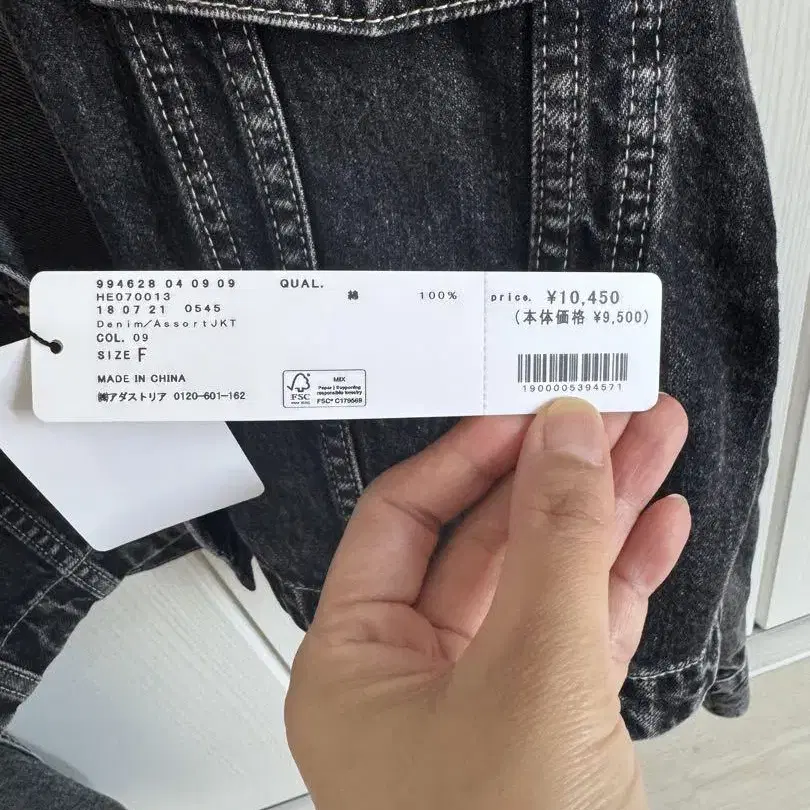 994628 04 09 09
HE070013
18 07 21 0545
Denim/AssortJKT
COL. 09
SIZE F
MADE IN CHINA
㈱アダストリア 0120-601-162
QUAL.
綿 100%
FSC
MIX
Paper | Supporting
responsible forestry
FSC® C179569
price. ¥10,450
(本体価格 ¥9,500)
1900005394571